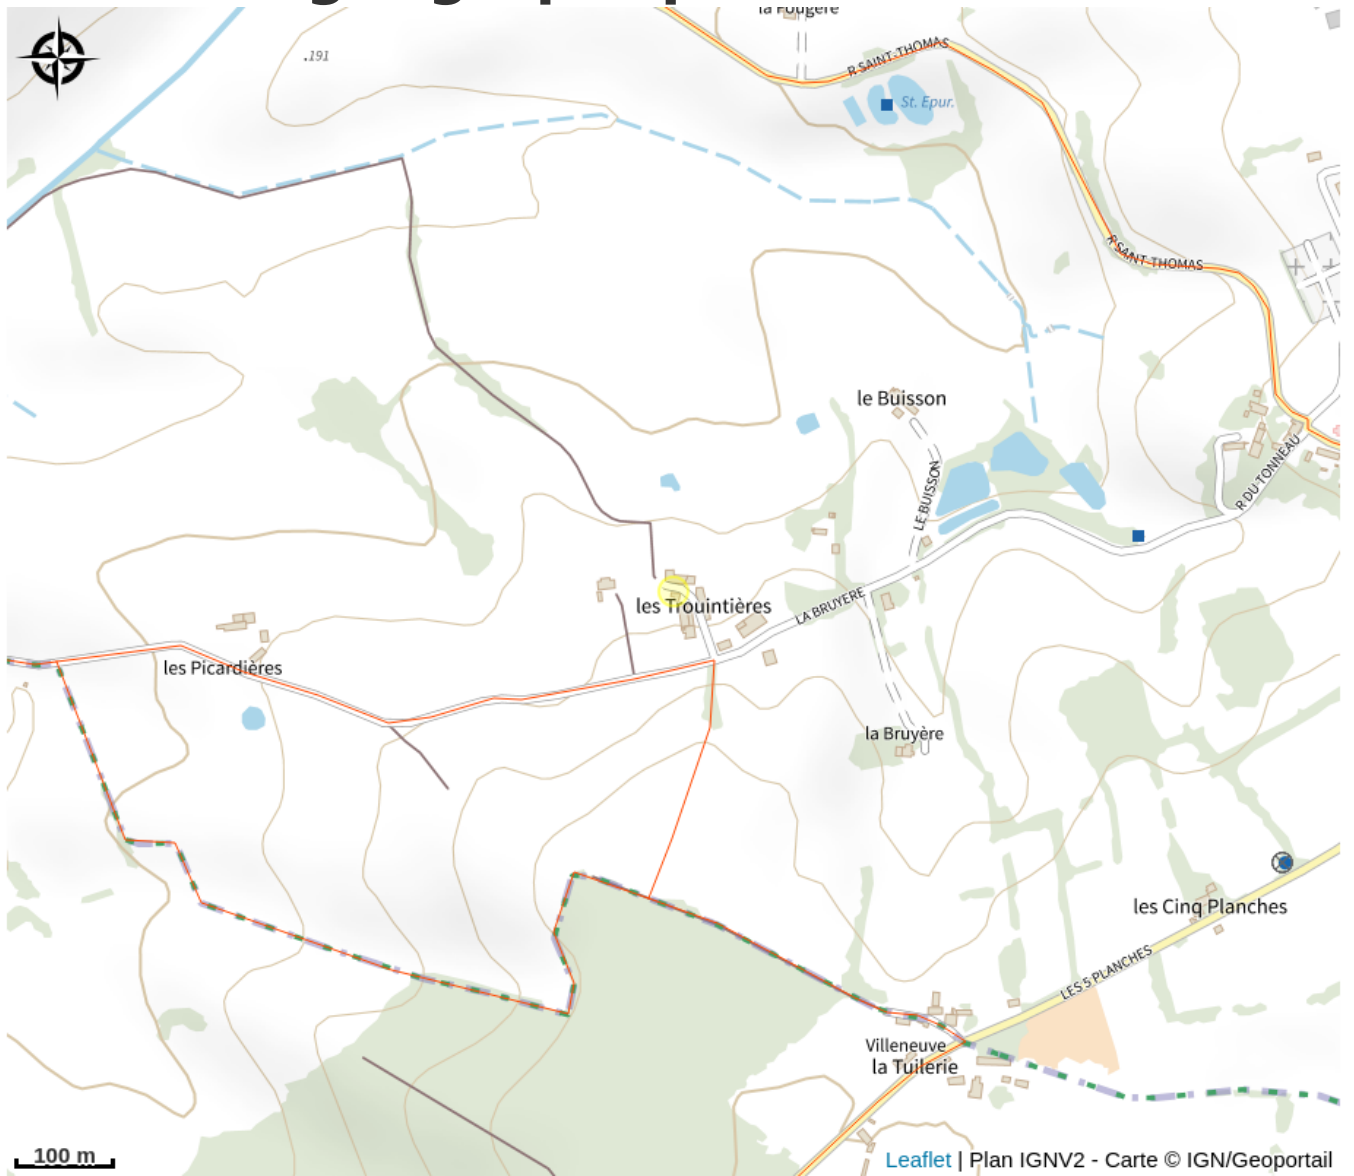 la Fougère
.191
R SAINT-THOMAS
St. Epur.
R SAINT-THOMAS
le Buisson
LE BUISSON
R DU TONNEAU
les Trouintières
LA BRUYERE
les Picardières
la Bruyère
les Cinq Planches
LES 5 PLANCHES
Villeneuve
la Tuilerie
100 m
Leaflet | Plan IGNV2 - Carte © IGN/Geoportail